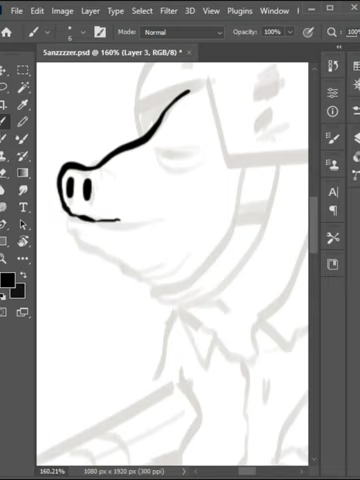 File Edit Image Layer Type Select Filter 3D View Plugins Window
Mode: Normal Opacity: 100%
Sanzzzzer.psd @ 160% (Layer 3, RGB/8) * ×
160.21% 1080 px x 1920 px (300 ppi)